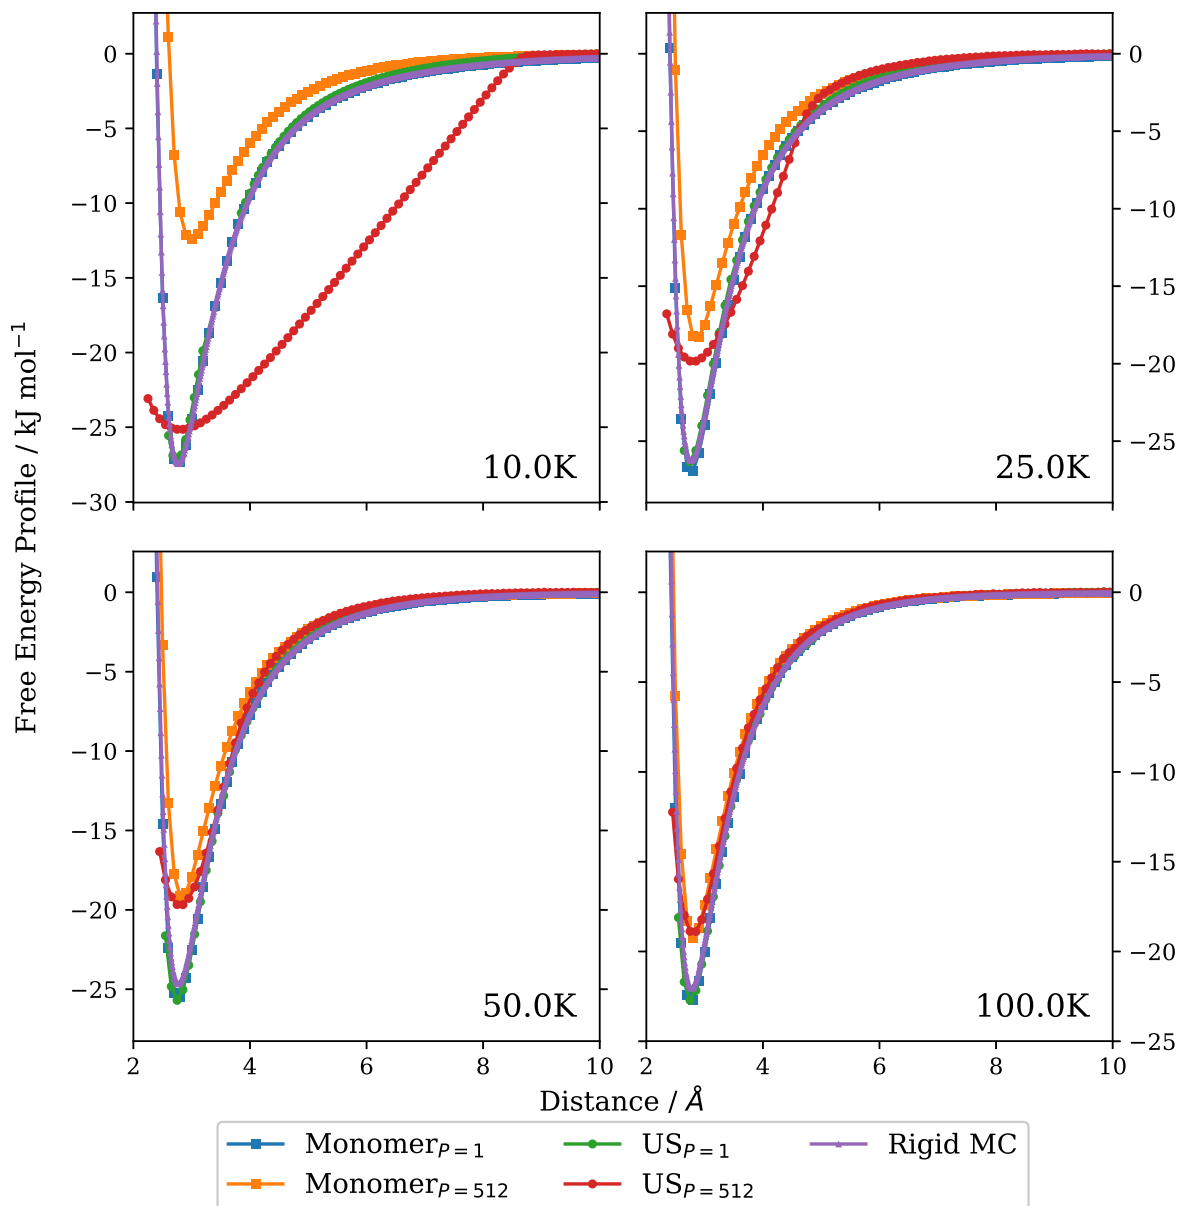 Free Energy Profile / kJ mol⁻¹
0
−5
−10
−15
−20
−25
−30
10.0K
0
−5
−10
−15
−20
−25
25.0K
0
−5
−10
−15
−20
−25
50.0K
2 4 6 8 10
0
−5
−10
−15
−20
−25
100.0K
2 4 6 8 10
Distance / Å
Monomer_{P=1} US_{P=1} Rigid MC
Monomer_{P=512} US_{P=512}